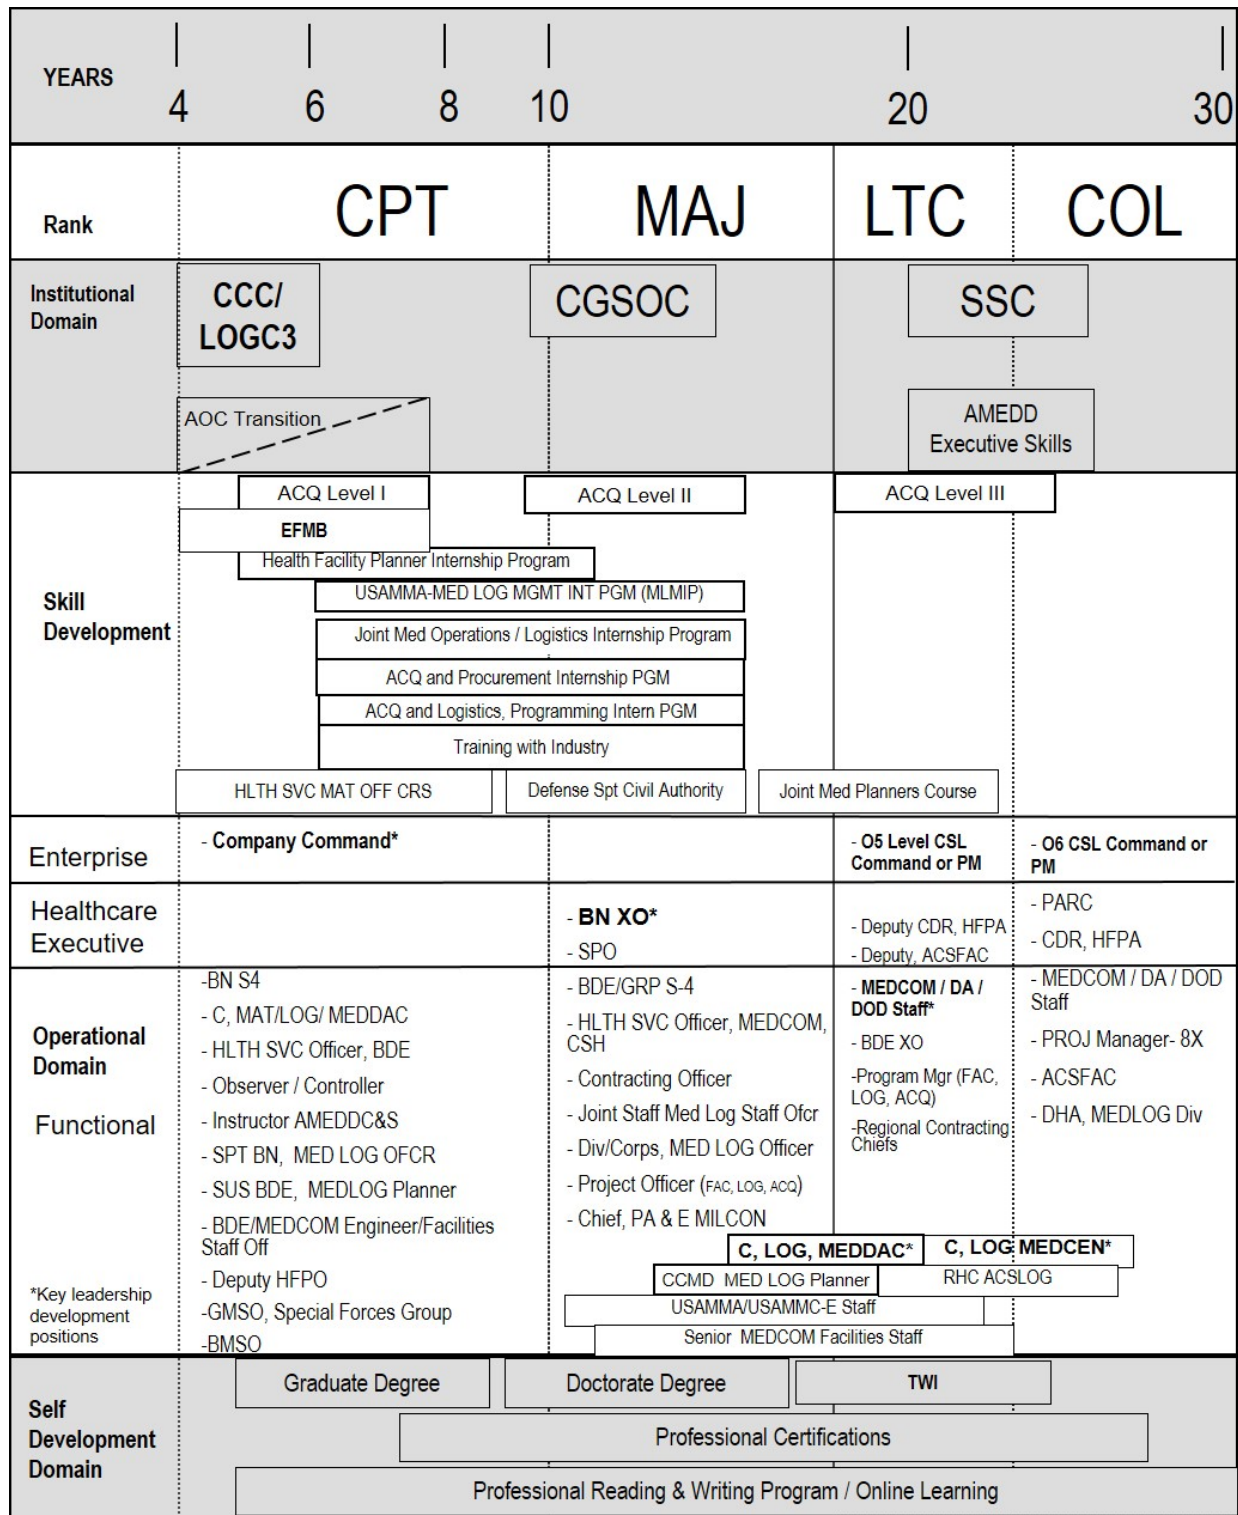 YEARS
4
6
8
10
20
30
Rank
CPT
MAJ
LTC
COL
Institutional
Domain
CCC/
LOGC3
CGSOC
SSC
AOC Transition
AMEDD
Executive Skills
Skill
Development
ACQ Level I
ACQ Level II
ACQ Level III
EFMB
Health Facility Planner Internship Program
USAMMA-MED LOG MGMT INT PGM (MLMIP)
Joint Med Operations / Logistics Internship Program
ACQ and Procurement Internship PGM
ACQ and Logistics, Programming Intern PGM
Training with Industry
HLTH SVC MAT OFF CRS
Defense Spt Civil Authority
Joint Med Planners Course
Enterprise
- Company Command*
- O5 Level CSL
Command or PM
- O6 CSL Command or
PM
Healthcare
Executive
- BN XO*
- SPO
- Deputy CDR, HFPA
- Deputy, ACSFAC
- PARC
- CDR, HFPA
Operational
Domain
Functional
*Key leadership
development
positions
-BN S4
- C, MAT/LOG/ MEDDAC
- HLTH SVC Officer, BDE
- Observer / Controller
- Instructor AMEDDC&S
- SPT BN, MED LOG OFCR
- SUS BDE, MEDLOG Planner
- BDE/MEDCOM Engineer/Facilities
Staff Off
- Deputy HFPO
-GMSO, Special Forces Group
-BMSO
- BDE/GRP S-4
- HLTH SVC Officer, MEDCOM,
CSH
- Contracting Officer
- Joint Staff Med Log Staff Ofcr
- Div/Corps, MED LOG Officer
- Project Officer (FAC, LOG, ACQ)
- Chief, PA & E MILCON
- MEDCOM / DA /
DOD Staff*
- BDE XO
-Program Mgr (FAC,
LOG, ACQ)
-Regional Contracting
Chiefs
- MEDCOM / DA / DOD
Staff
- PROJ Manager- 8X
- ACSFAC
- DHA, MEDLOG Div
C, LOG, MEDDAC*
C, LOG MEDCEN*
CCMD MED LOG Planner
RHC ACSLOG
USAMMA/USAMMC-E Staff
Senior MEDCOM Facilities Staff
Self
Development
Domain
Graduate Degree
Doctorate Degree
TWI
Professional Certifications
Professional Reading & Writing Program / Online Learning